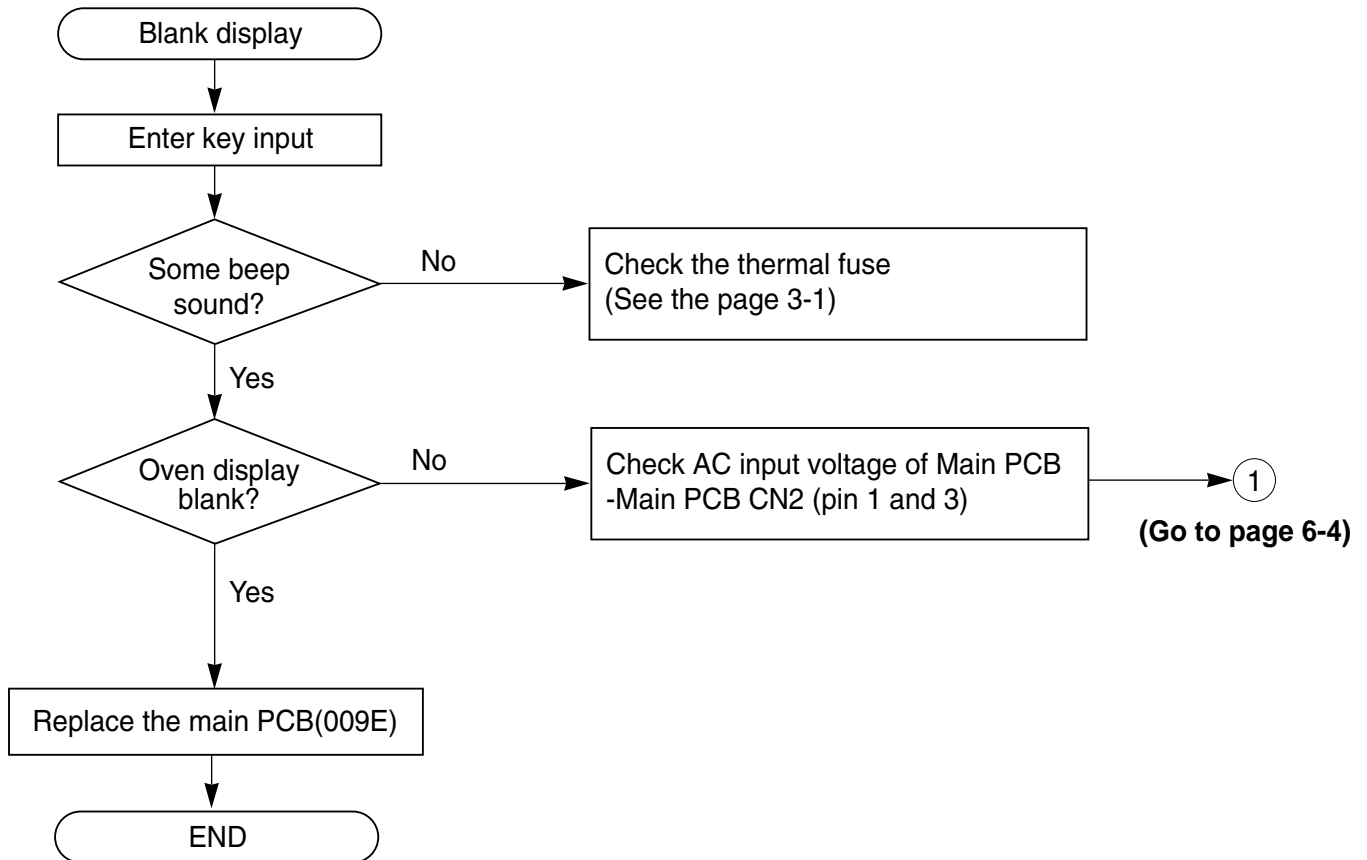 Blank display
Enter key input
Some beep
sound?
No
Check the thermal fuse
(See the page 3-1)
Yes
Oven display
blank?
No
Check AC input voltage of Main PCB
-Main PCB CN2 (pin 1 and 3)
1
(Go to page 6-4)
Yes
Replace the main PCB(009E)
END